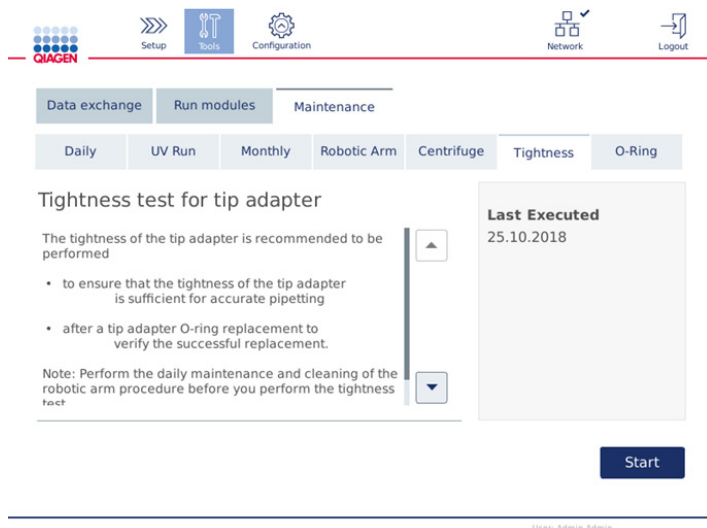 QIAGEN
Setup
Tools
Configuration
Network
Logout
Data exchange
Run modules
Maintenance
Daily
UV Run
Monthly
Robotic Arm
Centrifuge
Tightness
O-Ring
Tightness test for tip adapter
The tightness of the tip adapter is recommended to be
performed
• to ensure that the tightness of the tip adapter
is sufficient for accurate pipetting
• after a tip adapter O-ring replacement to
verify the successful replacement.
Note: Perform the daily maintenance and cleaning of the
robotic arm procedure before you perform the tightness
test
Last Executed
25.10.2018
Start
User: Admin Admin